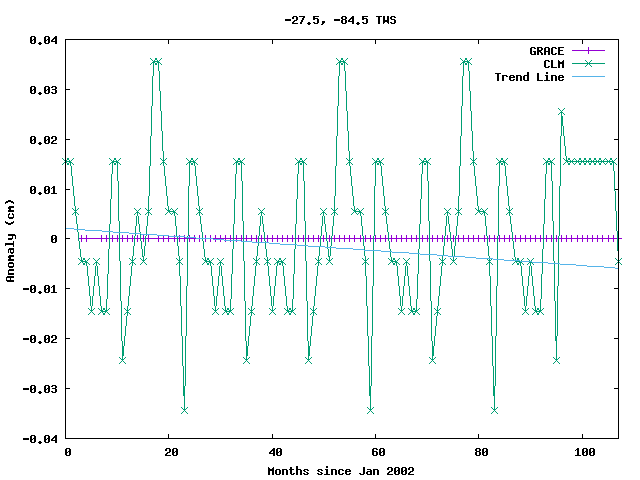 -27.5, -84.5 TWS
0.04
0.03
0.02
0.01
0
-0.01
-0.02
-0.03
-0.04
Anomaly (cm)
GRACE
CLM
Trend Line
0 20 40 60 80 100
Months since Jan 2002